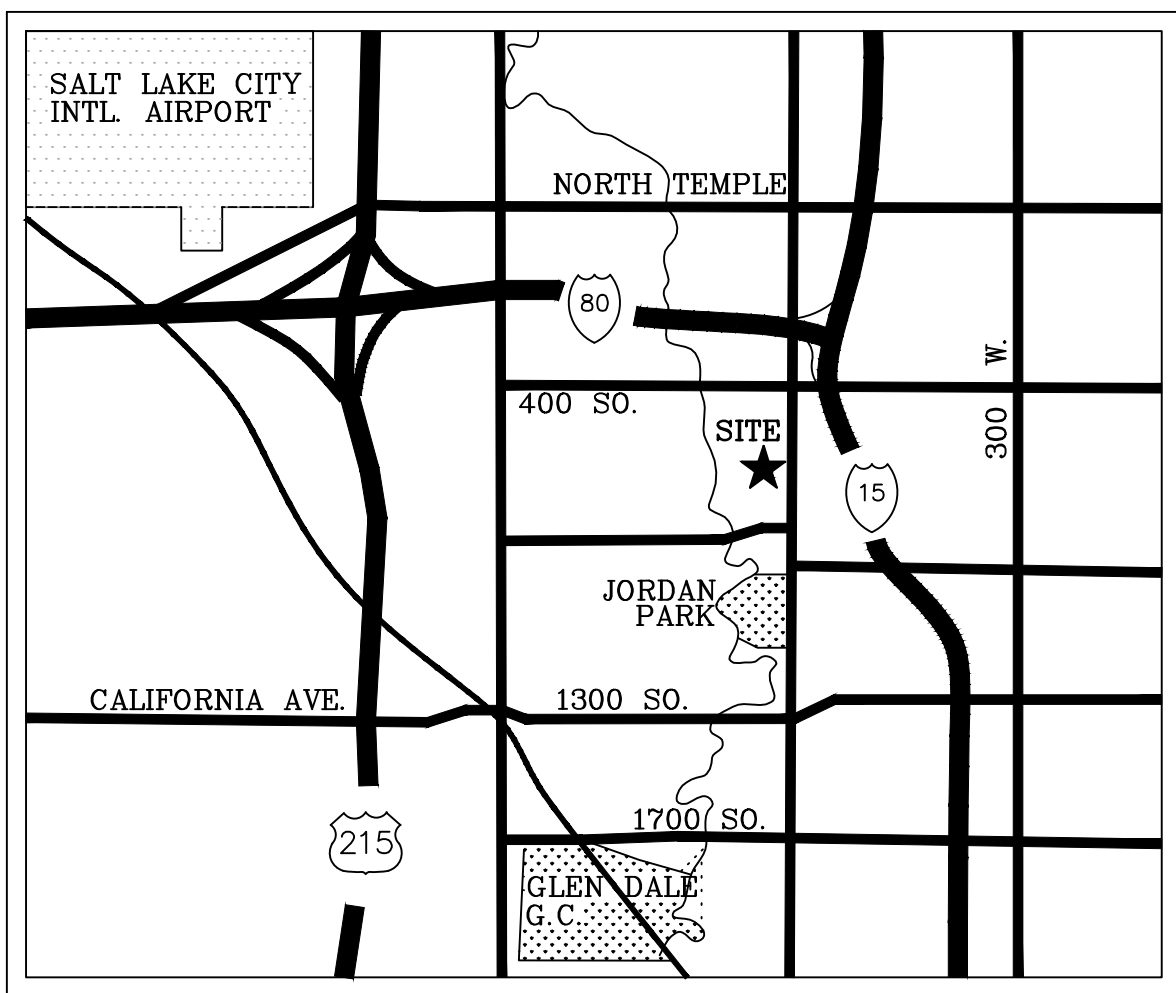 SALT LAKE CITY
INTL. AIRPORT
NORTH TEMPLE
80
300 W.
400 SO.
SITE
15
JORDAN
PARK
CALIFORNIA AVE.
1300 SO.
1700 SO.
215
GLEN DALE
G.C.